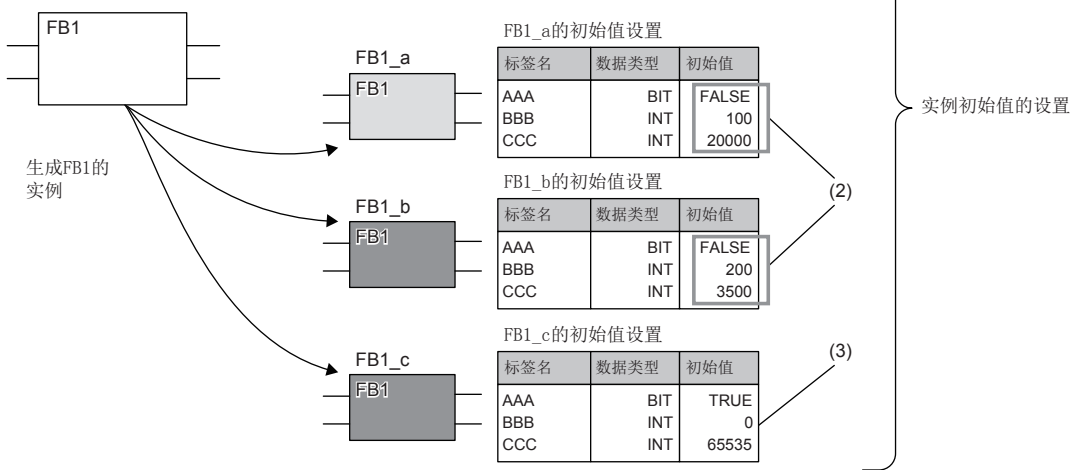 FB1
生成FB1的
实例
FB1_a
FB1
FB1_a的初始值设置
标签名 数据类型 初始值
AAA BIT FALSE
BBB INT 100
CCC INT 20000
实例初始值的设置
(2)
FB1_b
FB1
FB1_b的初始值设置
标签名 数据类型 初始值
AAA BIT FALSE
BBB INT 200
CCC INT 3500
FB1_c
FB1
FB1_c的初始值设置
标签名 数据类型 初始值
AAA BIT TRUE
BBB INT 0
CCC INT 65535
(3)